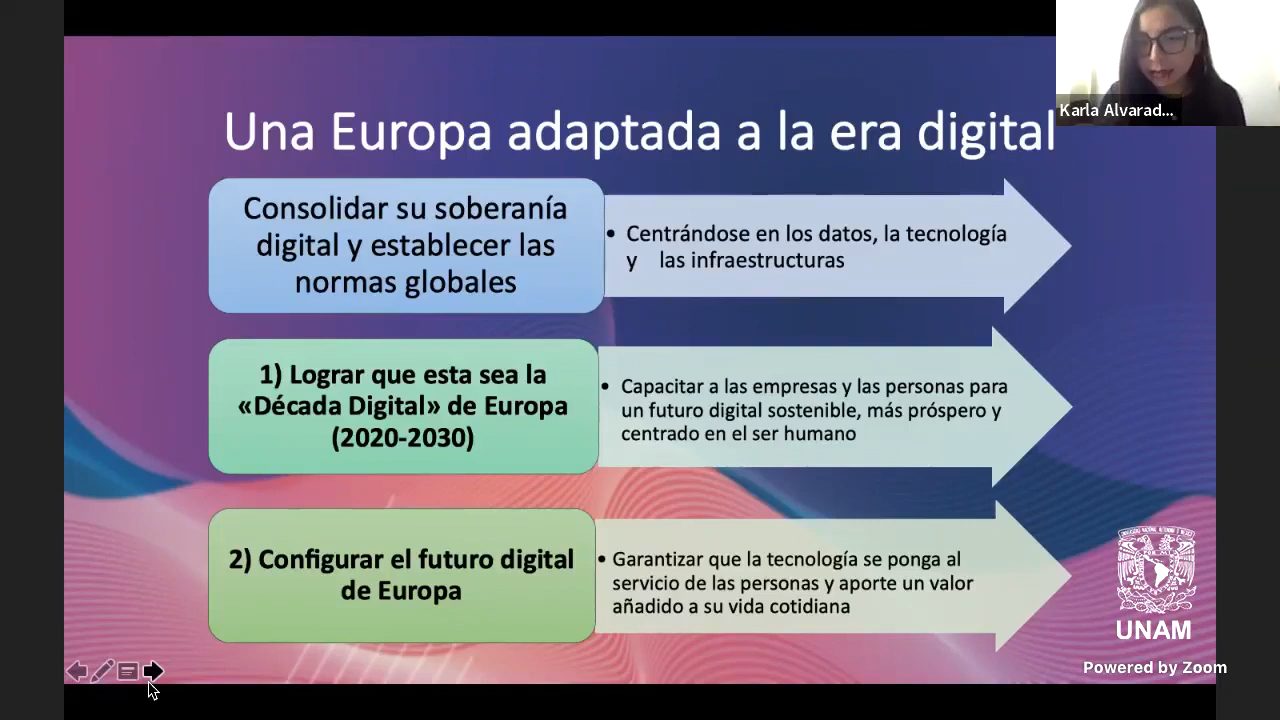 Karla Alvarad...
Una Europa adaptada a la era digital
Consolidar su soberanía
digital y establecer las
normas globales
• Centrándose en los datos, la tecnología
y las infraestructuras
1) Lograr que esta sea la
«Década Digital» de Europa
(2020-2030)
• Capacitar a las empresas y las personas para
un futuro digital sostenible, más próspero y
centrado en el ser humano
2) Configurar el futuro digital
de Europa
• Garantizar que la tecnología se ponga al
servicio de las personas y aporte un valor
añadido a su vida cotidiana
UNAM
Powered by Zoom